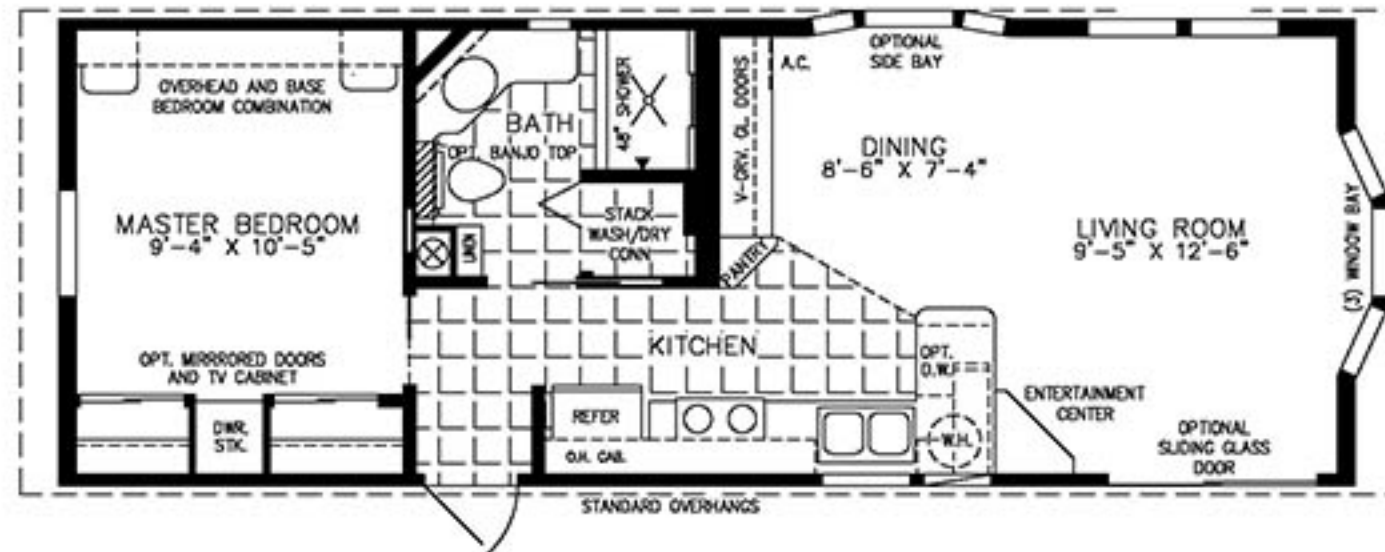 OVERHEAD AND BASE
BEDROOM COMBINATION
MASTER BEDROOM
9'-4" X 10'-5"
OPT. MIRRRORED DOORS
AND TV CABINET
DWR.
STK.
BATH
OPT. BANJO TOP
48" SHOWER
LINEN
STACK
WASH/DRY
CONN.
V-GRV. GL. DOORS
PANTRY
A.C.
OPTIONAL
SIDE BAY
DINING
8'-6" X 7'-4"
LIVING ROOM
9'-5" X 12'-6"
(3) WINDOW BAY
KITCHEN
REFER
O.H. CAB.
OPT.
D.W.
W.H.
ENTERTAINMENT
CENTER
OPTIONAL
SLIDING GLASS
DOOR
STANDARD OVERHANGS